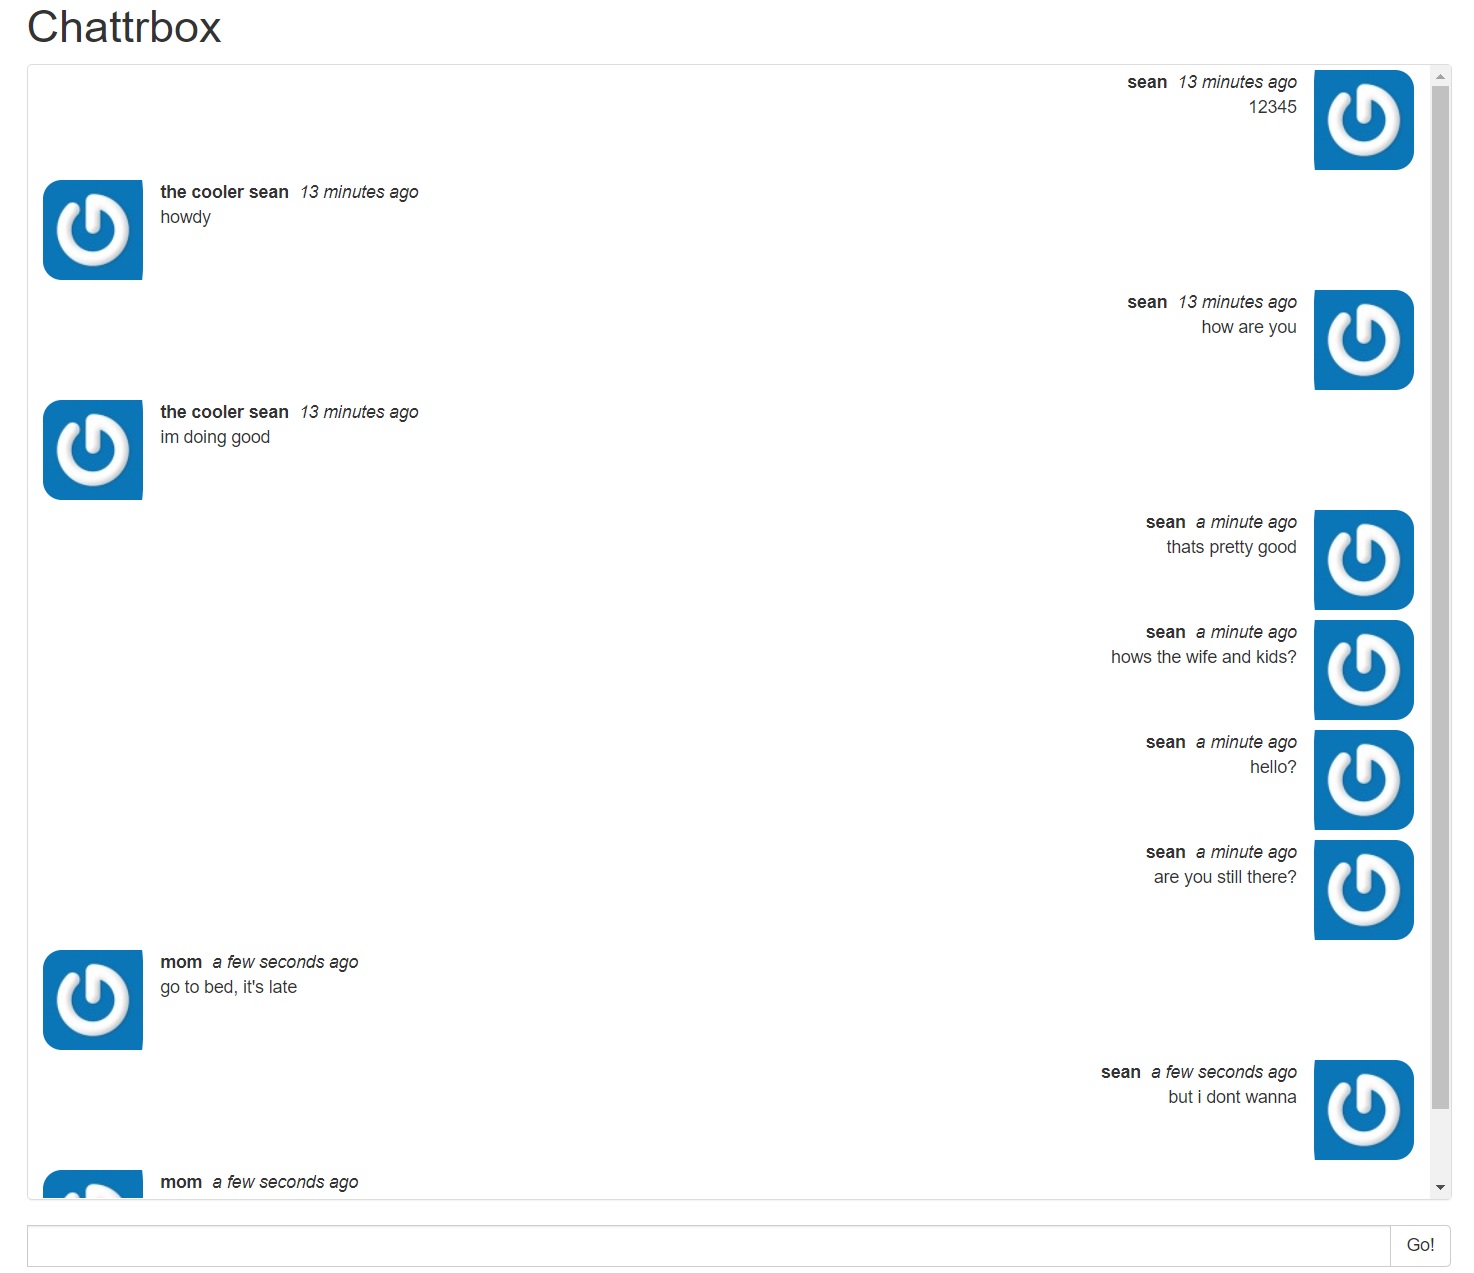 Chattrbox
sean 13 minutes ago
12345
the cooler sean 13 minutes ago
howdy
sean 13 minutes ago
how are you
the cooler sean 13 minutes ago
im doing good
sean a minute ago
thats pretty good
sean a minute ago
hows the wife and kids?
sean a minute ago
hello?
sean a minute ago
are you still there?
mom a few seconds ago
go to bed, it's late
sean a few seconds ago
but i dont wanna
mom a few seconds ago
Go!